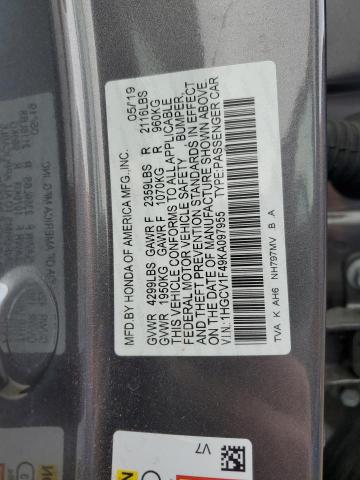 MFD. BY HONDA OF AMERICA MFG., INC. 05/19
GVWR 4299LBS GAWR F 2359LBS R 2116LBS
GVWR 1950KG GAWR F 1070KG R 960KG
THIS VEHICLE CONFORMS TO ALL APPLICABLE
FEDERAL MOTOR VEHICLE SAFETY, BUMPER,
AND THEFT PREVENTION STANDARDS IN EFFECT
ON THE DATE OF MANUFACTURE SHOWN ABOVE.
VIN: 1HGCV1F49KA097955 TYPE:PASSENGER CAR
TVA K AH6 NH797MV B A
V7